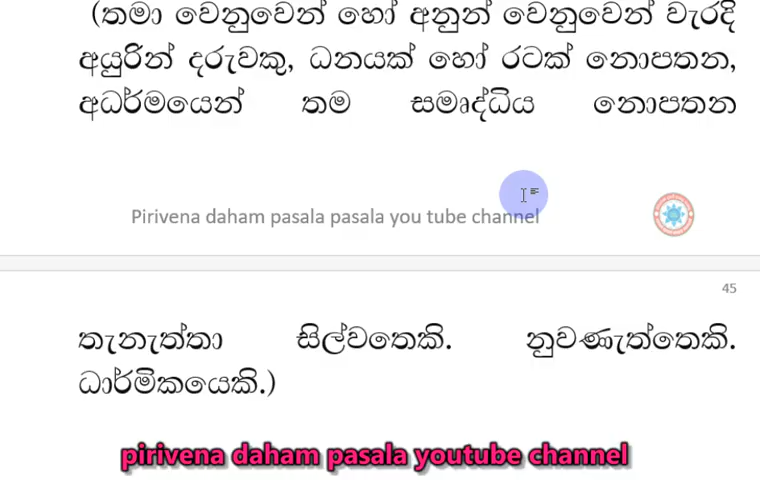 (තමා වෙනුවෙන් හෝ අනුන් වෙනුවෙන් වැරදි
අයුරින් දරුවකු, ධනයක් හෝ රටක් නොපතන,
අධර්මයෙන් තම සමෘද්ධිය නොපතන
Pirivena daham pasala pasala you tube channel
45
තැනැත්තා සිල්වතෙකි. නුවණැත්තෙකි.
ධාර්මිකයෙකි.)
pirivena daham pasala youtube channel